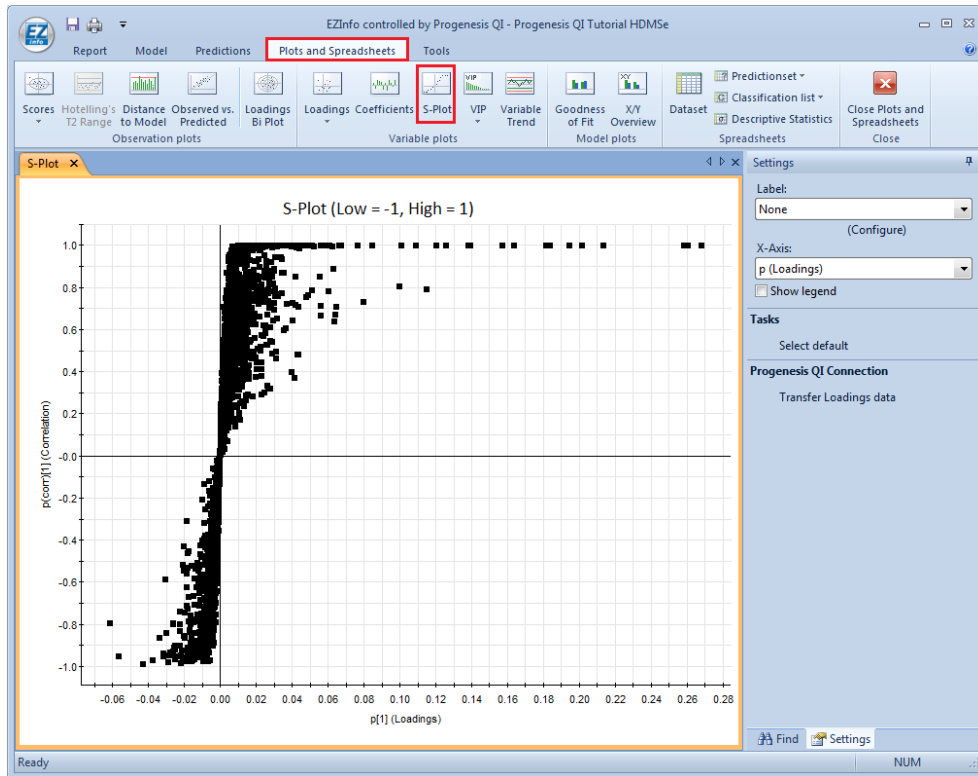 EZ info
EZInfo controlled by Progenesis QI - Progenesis QI Tutorial HDMSe
Report Model Predictions Plots and Spreadsheets Tools
Scores
Hotelling's T2 Range
Distance to Model
Observed vs. Predicted
Loadings Bi Plot
Observation plots
Loadings
Coefficients
S-Plot
VIP
VIP
Variable Trend
Variable plots
Goodness of Fit
XY
X/Y Overview
Model plots
Dataset
Predictionset
Classification list
Descriptive Statistics
Spreadsheets
Close Plots and Spreadsheets
Close
S-Plot
S-Plot (Low = -1, High = 1)
1.0
0.8
0.6
0.4
0.2
-0.0
-0.2
-0.4
-0.6
-0.8
-1.0
p(corr)[1] (Correlation)
-0.06 -0.04 -0.02 0.00 0.02 0.04 0.06 0.08 0.10 0.12 0.14 0.16 0.18 0.20 0.22 0.24 0.26 0.28
p[1] (Loadings)
Settings
Label:
None
(Configure)
X-Axis:
p (Loadings)
Show legend
Tasks
Select default
Progenesis QI Connection
Transfer Loadings data
Find Settings
Ready NUM